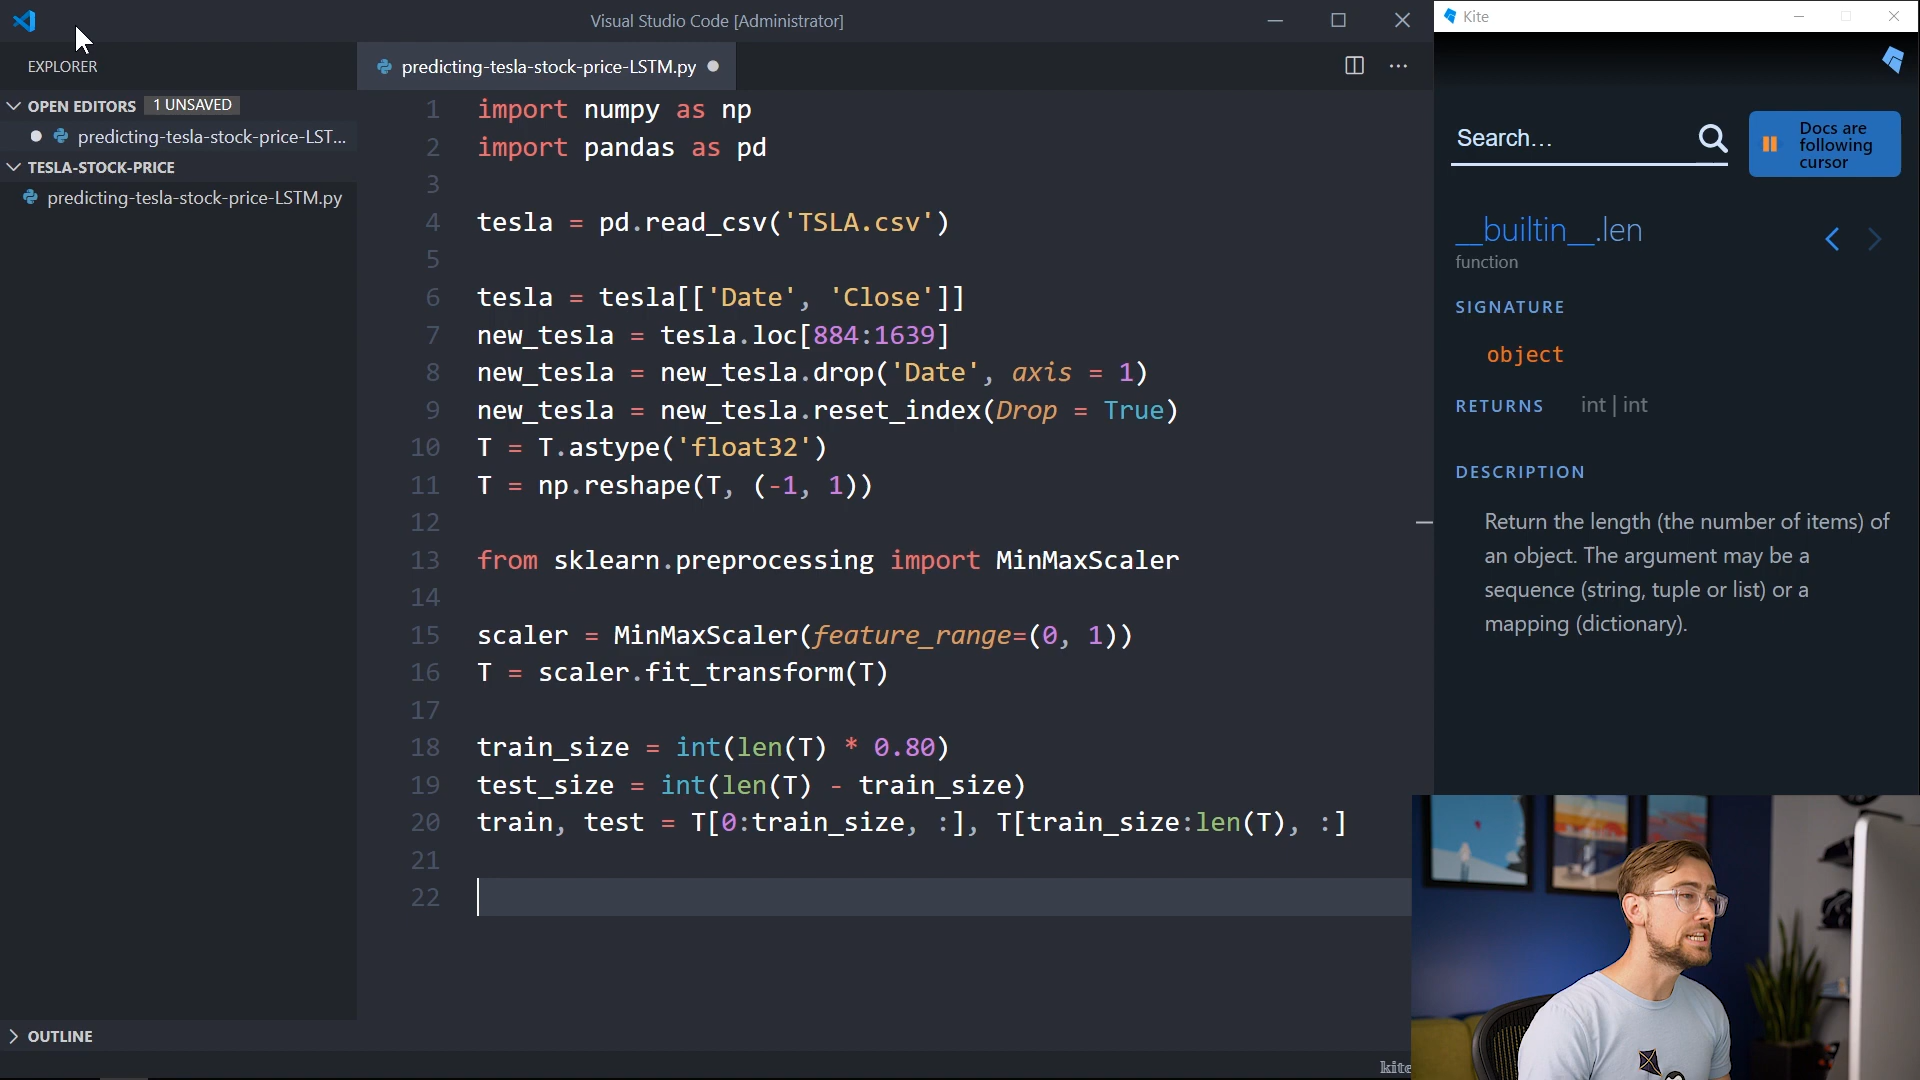 Visual Studio Code [Administrator]
EXPLORER
OPEN EDITORS 1 UNSAVED
predicting-tesla-stock-price-LST...
TESLA-STOCK-PRICE
predicting-tesla-stock-price-LSTM.py
OUTLINE
predicting-tesla-stock-price-LSTM.py
1 import numpy as np
2 import pandas as pd
3
4 tesla = pd.read_csv('TSLA.csv')
5
6 tesla = tesla[['Date', 'Close']]
7 new_tesla = tesla.loc[884:1639]
8 new_tesla = new_tesla.drop('Date', axis = 1)
9 new_tesla = new_tesla.reset_index(Drop = True)
10 T = T.astype('float32')
11 T = np.reshape(T, (-1, 1))
12
13 from sklearn.preprocessing import MinMaxScaler
14
15 scaler = MinMaxScaler(feature_range=(0, 1))
16 T = scaler.fit_transform(T)
17
18 train_size = int(len(T) * 0.80)
19 test_size = int(len(T) - train_size)
20 train, test = T[0:train_size, :], T[train_size:len(T), :]
21
22
kite
Kite
Search...
Docs are
following
cursor
__builtin__.len
function
SIGNATURE
object
RETURNS int | int
DESCRIPTION
Return the length (the number of items) of
an object. The argument may be a
sequence (string, tuple or list) or a
mapping (dictionary).